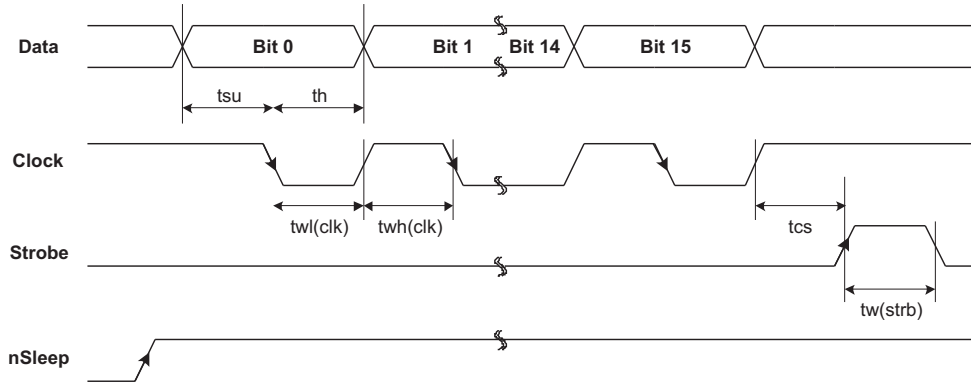 Data
Bit 0
Bit 1
Bit 14
Bit 15
tsu
th
Clock
twl(clk)
twh(clk)
tcs
Strobe
tw(strb)
nSleep